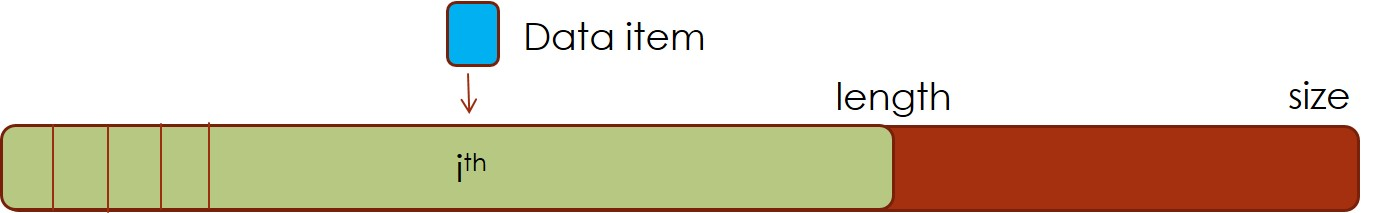 Data item
length
size
iᵗʰ